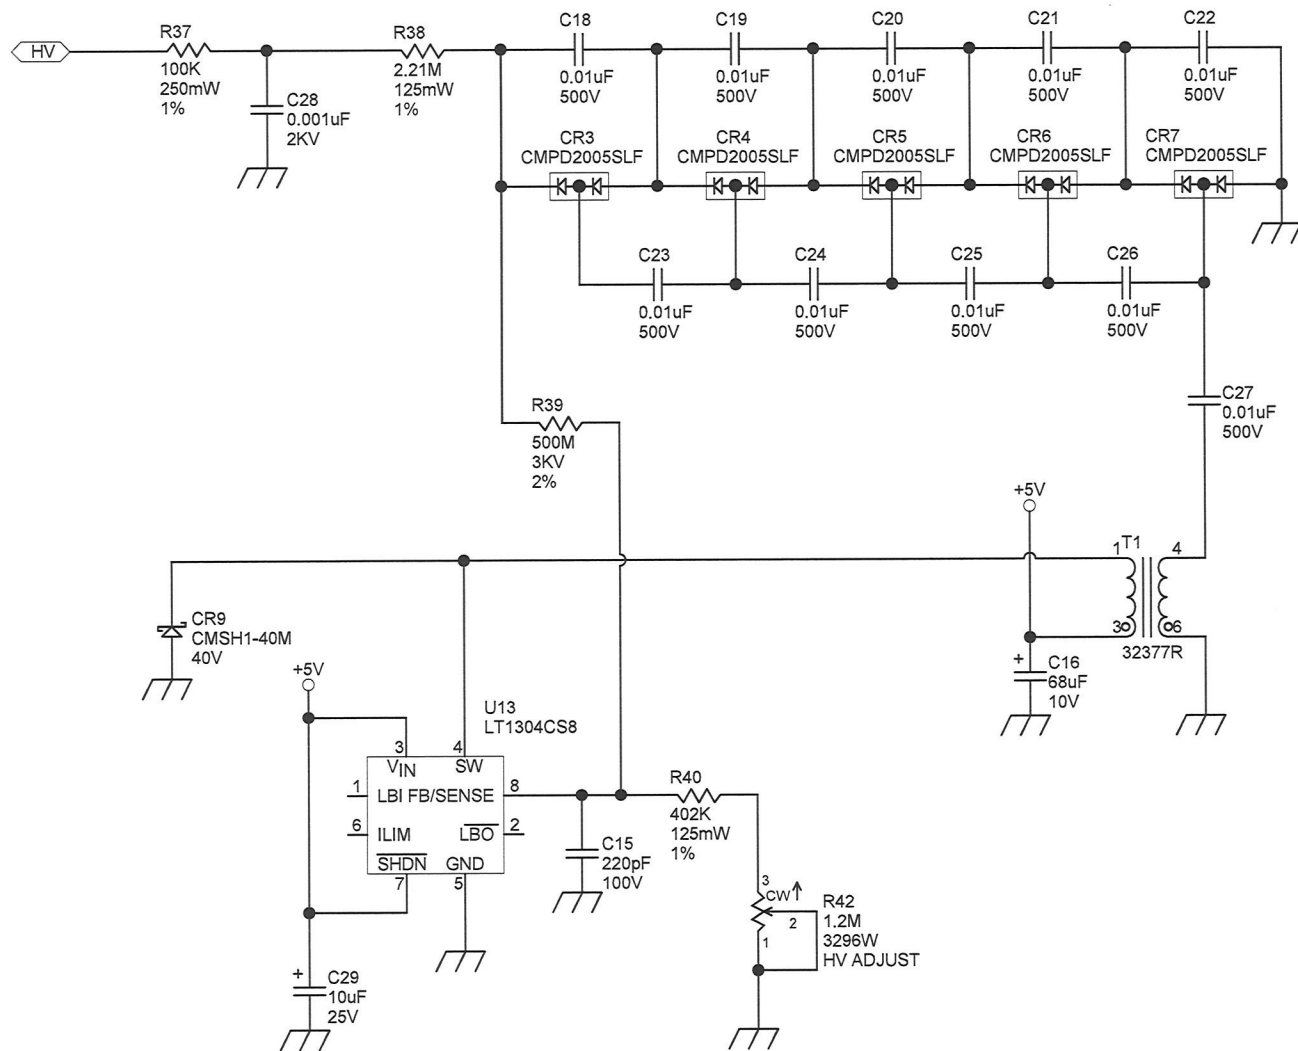 HV
R37
100K
250mW
1%
C28
0.001uF
2KV
R38
2.21M
125mW
1%
C18
0.01uF
500V
C19
0.01uF
500V
C20
0.01uF
500V
C21
0.01uF
500V
C22
0.01uF
500V
CR3
CMPD2005SLF
CR4
CMPD2005SLF
CR5
CMPD2005SLF
CR6
CMPD2005SLF
CR7
CMPD2005SLF
C23
0.01uF
500V
C24
0.01uF
500V
C25
0.01uF
500V
C26
0.01uF
500V
C27
0.01uF
500V
R39
500M
3KV
2%
+5V
1
T1
4
3
6
32377R
+
C16
68uF
10V
CR9
CMSH1-40M
40V
+5V
U13
LT1304CS8
3
4
VIN
SW
1
LBI FB/SENSE
8
6
ILIM
LBO
2
SHDN
GND
7
5
R40
402K
125mW
1%
C15
220pF
100V
3
CW
2
1
R42
1.2M
3296W
HV ADJUST
+
C29
10uF
25V